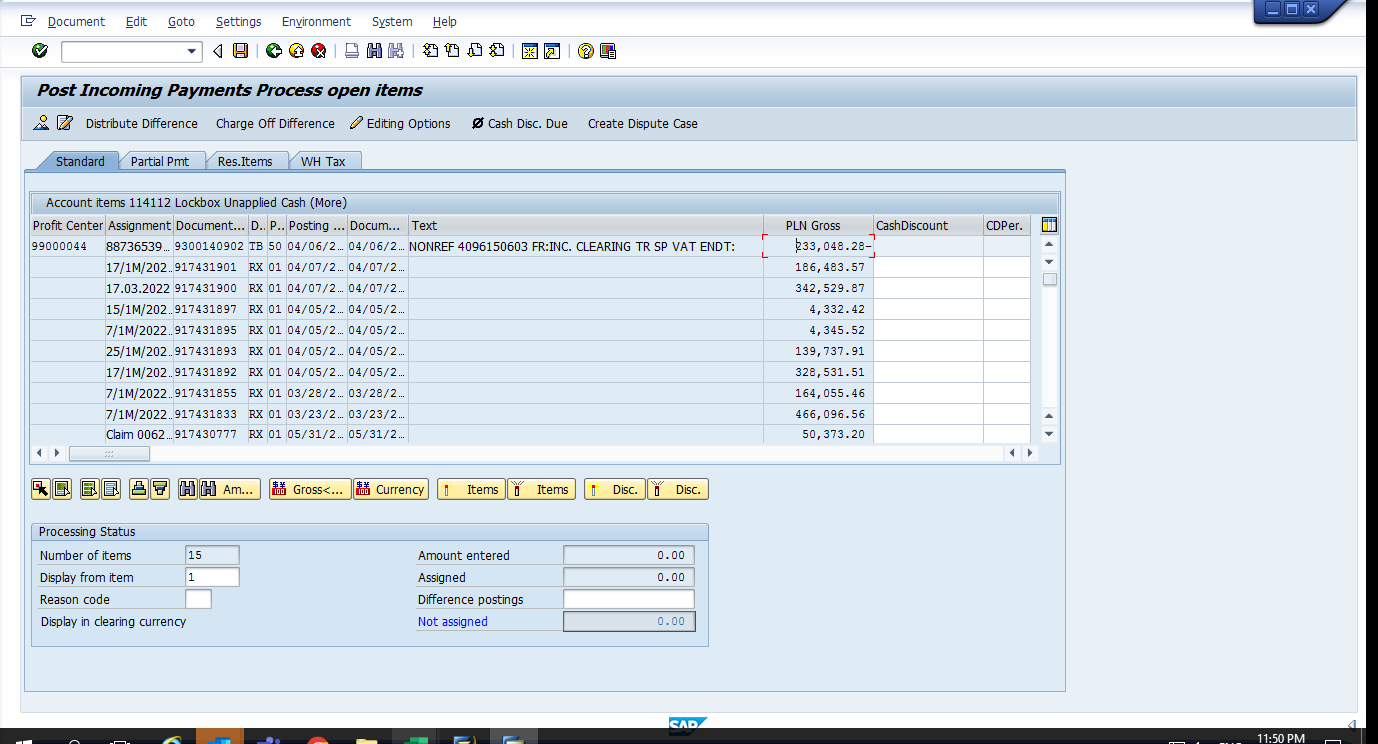 Document Edit Goto Settings Environment System Help
Post Incoming Payments Process open items
Distribute Difference Charge Off Difference Editing Options Cash Disc. Due Create Dispute Case
Standard Partial Pmt Res.Items WH Tax
Account items 114112 Lockbox Unapplied Cash (More)
Profit Center Assignment Document... D.. P.. Posting ... Docum... Text PLN Gross CashDiscount CDPer.
99000044 88736539... 9300140902 TB 50 04/06/2... 04/06/2... NONREF 4096150603 FR:INC. CLEARING TR SP VAT ENDT: 233,048.28-
17/1M/202... 917431901 RX 01 04/07/2... 04/07/2... 186,483.57
17.03.2022 917431900 RX 01 04/07/2... 04/07/2... 342,529.87
15/1M/202... 917431897 RX 01 04/05/2... 04/05/2... 4,332.42
7/1M/2022... 917431895 RX 01 04/05/2... 04/05/2... 4,345.52
25/1M/202... 917431893 RX 01 04/05/2... 04/05/2... 139,737.91
17/1M/202... 917431892 RX 01 04/05/2... 04/05/2... 328,531.51
7/1M/2022... 917431855 RX 01 03/28/2... 03/28/2... 164,055.46
7/1M/2022... 917431833 RX 01 03/23/2... 03/23/2... 466,096.56
Claim 0062... 917430777 RX 01 05/31/2... 05/31/2... 50,373.20
Am... Gross<... Currency Items Items Disc. Disc.
Processing Status
Number of items 15 Amount entered 0.00
Display from item 1 Assigned 0.00
Reason code Difference postings
Display in clearing currency Not assigned 0.00
SAP
11:50 PM